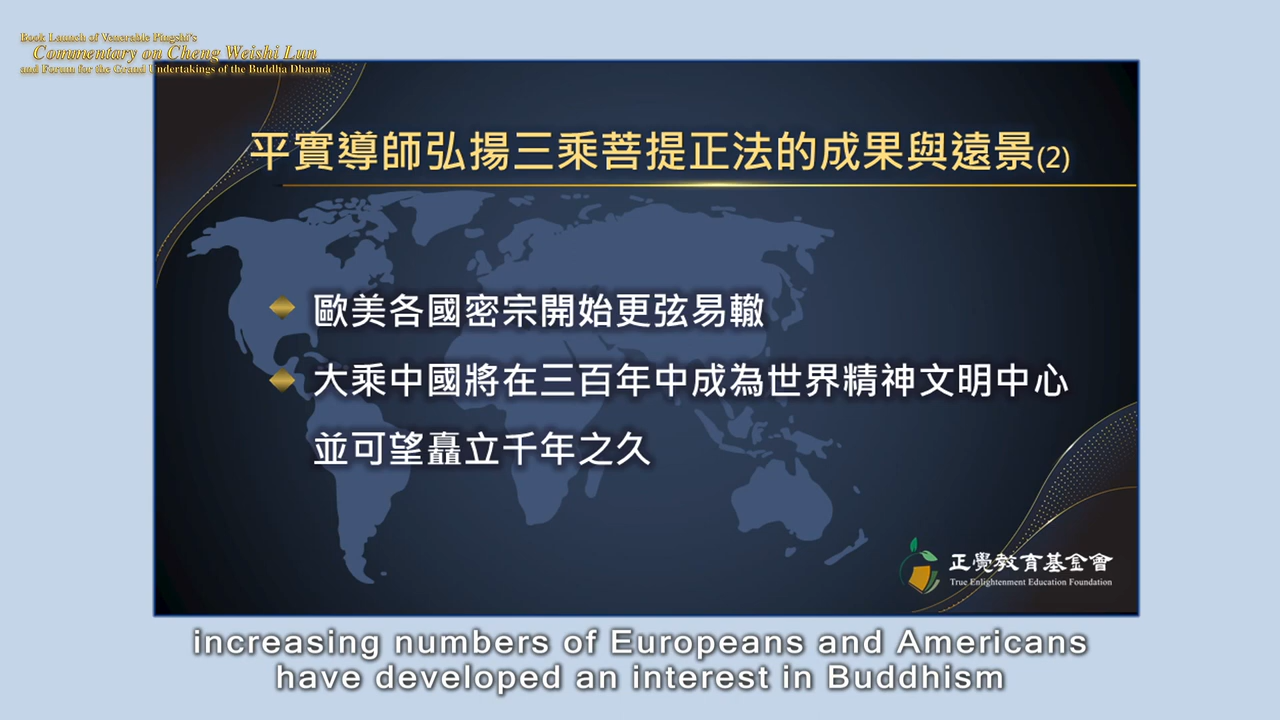 Book Launch of Venerable Pingshi's
Commentary on Cheng Weishi Lun
and Forum for the Grand Undertakings of the Buddha Dharma
平實導師弘揚三乘菩提正法的成果與遠景(2)
歐美各國密宗開始更弦易轍
大乘中國將在三百年中成為世界精神文明中心
並可望矗立千年之久
正覺教育基金會
True Enlightenment Education Foundation
increasing numbers of Europeans and Americans
have developed an interest in Buddhism